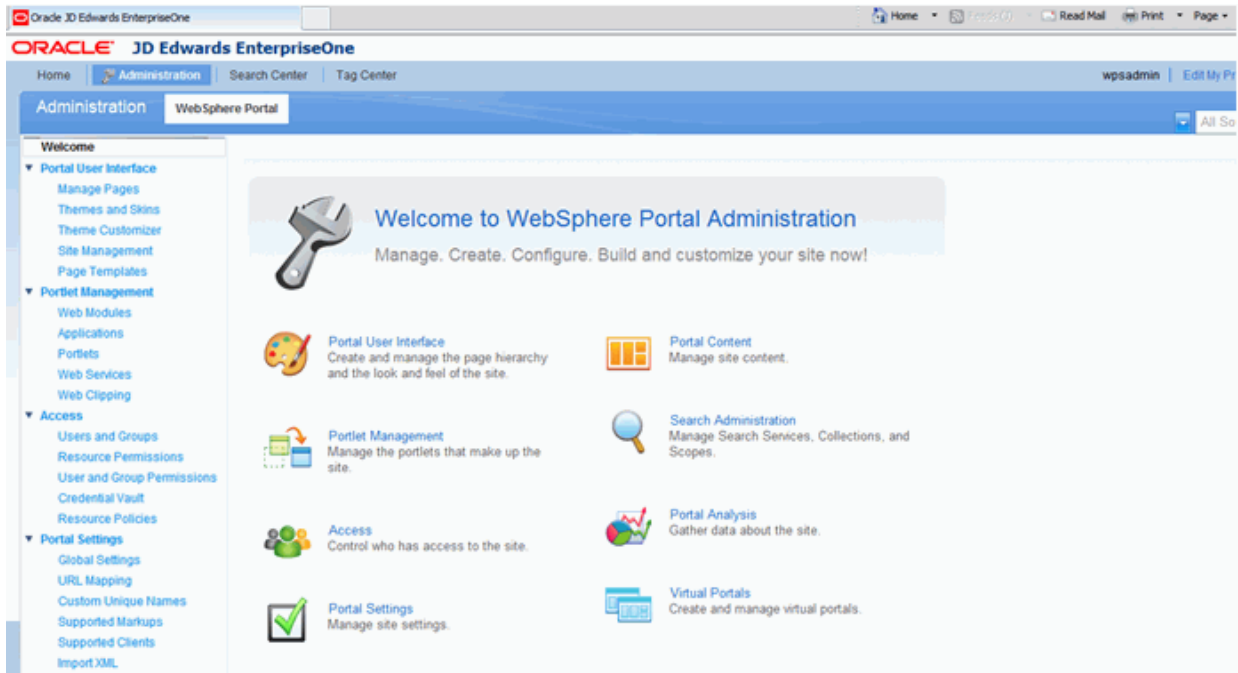 Oracle JD Edwards EnterpriseOne
Home Feeds (J) Read Mail Print Page
ORACLE JD Edwards EnterpriseOne
Home Administration Search Center Tag Center wpsadmin Edit My Pr
Administration WebSphere Portal
All So
Welcome
Portal User Interface
Manage Pages
Themes and Skins
Theme Customizer
Site Management
Page Templates
Portlet Management
Web Modules
Applications
Portlets
Web Services
Web Clipping
Access
Users and Groups
Resource Permissions
User and Group Permissions
Credential Vault
Resource Policies
Portal Settings
Global Settings
URL Mapping
Custom Unique Names
Supported Markups
Supported Clients
Import XML
Welcome to WebSphere Portal Administration
Manage. Create. Configure. Build and customize your site now!
Portal User Interface
Create and manage the page hierarchy
and the look and feel of the site.
Portlet Management
Manage the portlets that make up the
site.
Access
Control who has access to the site.
Portal Settings
Manage site settings.
Portal Content
Manage site content.
Search Administration
Manage Search Services, Collections, and
Scopes.
Portal Analysis
Gather data about the site.
Virtual Portals
Create and manage virtual portals.